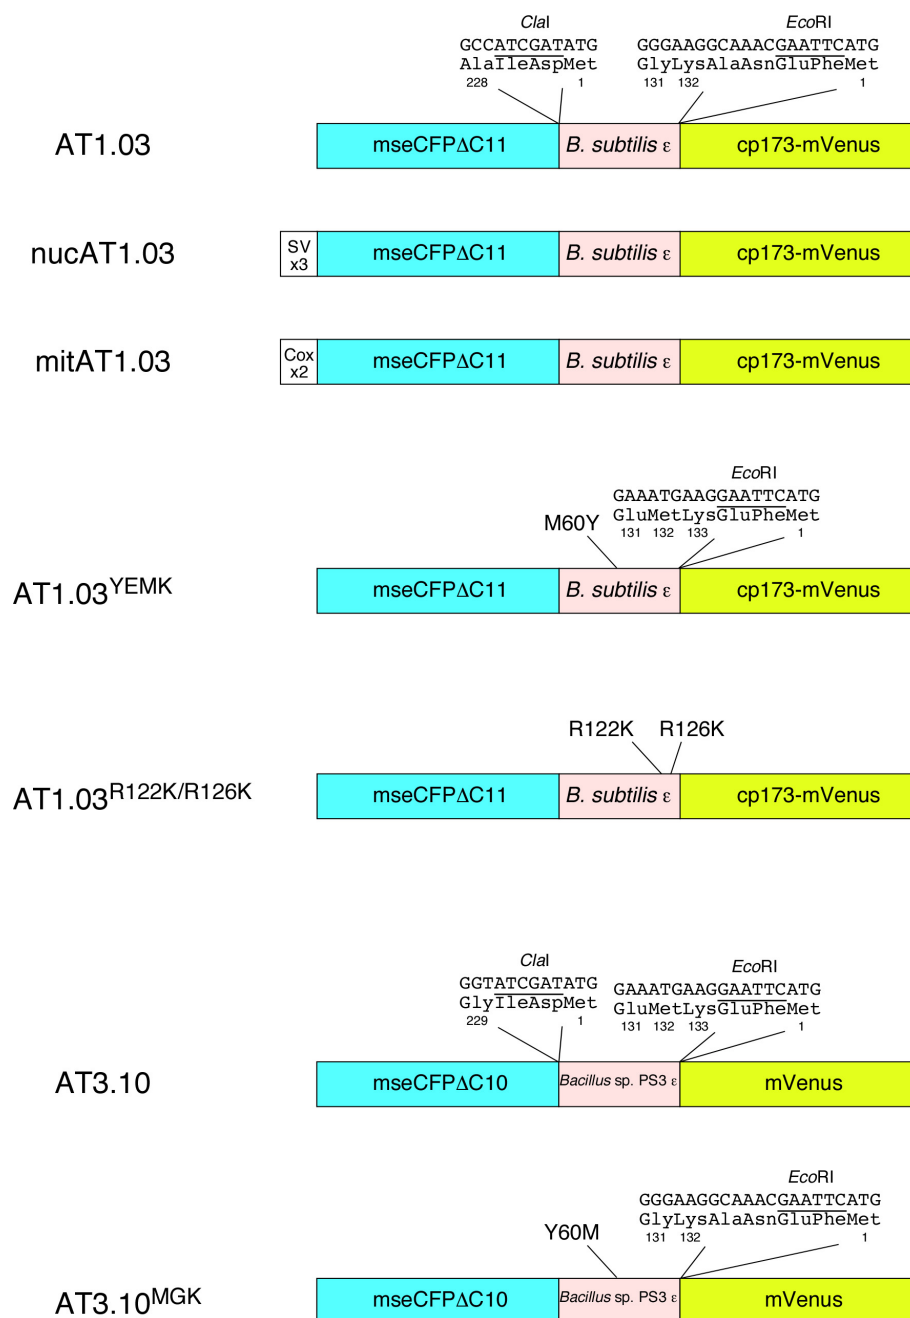 ClaI EcoRI
GCCATCGATATG GGGAAGGCAAACGAATTCATG
AlaIleAspMet GlyLysAlaAsnGluPheMet
228 1 131 132 1
AT1.03 mseCFPΔC11 B. subtilis ε cp173-mVenus
nucAT1.03 SV x3 mseCFPΔC11 B. subtilis ε cp173-mVenus
mitAT1.03 Cox x2 mseCFPΔC11 B. subtilis ε cp173-mVenus
EcoRI
GAAATGAAGGAATTCATG
GluMetLysGluPheMet
131 132 133 1
M60Y
AT1.03YEMK mseCFPΔC11 B. subtilis ε cp173-mVenus
R122K R126K
AT1.03R122K/R126K mseCFPΔC11 B. subtilis ε cp173-mVenus
ClaI EcoRI
GGTATCGATATG GAAATGAAGGAATTCATG
GlyIleAspMet GluMetLysGluPheMet
229 1 131 132 133 1
AT3.10 mseCFPΔC10 Bacillus sp. PS3 ε mVenus
EcoRI
GGGAAGGCAAACGAATTCATG
GlyLysAlaAsnGluPheMet
131 132 1
Y60M
AT3.10MGK mseCFPΔC10 Bacillus sp. PS3 ε mVenus